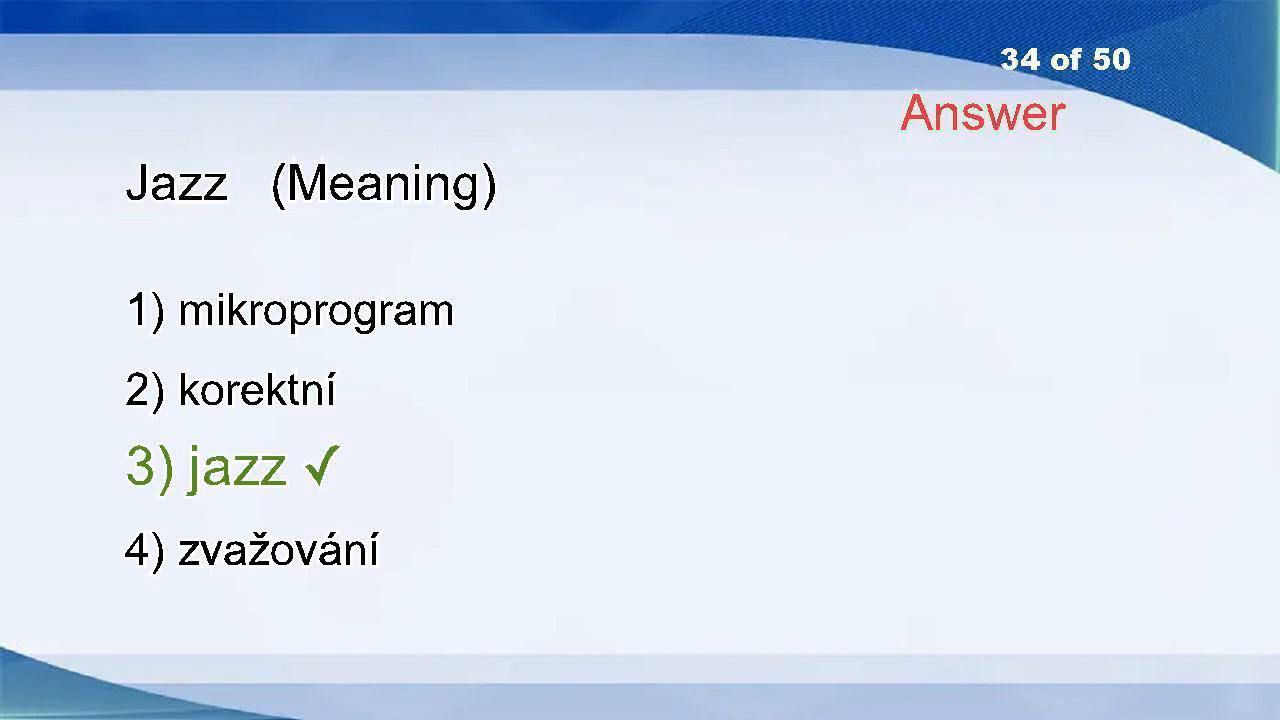 34 of 50
Answer
Jazz (Meaning)
1) mikroprogram
2) korektní
3) jazz ✓
4) zvažování